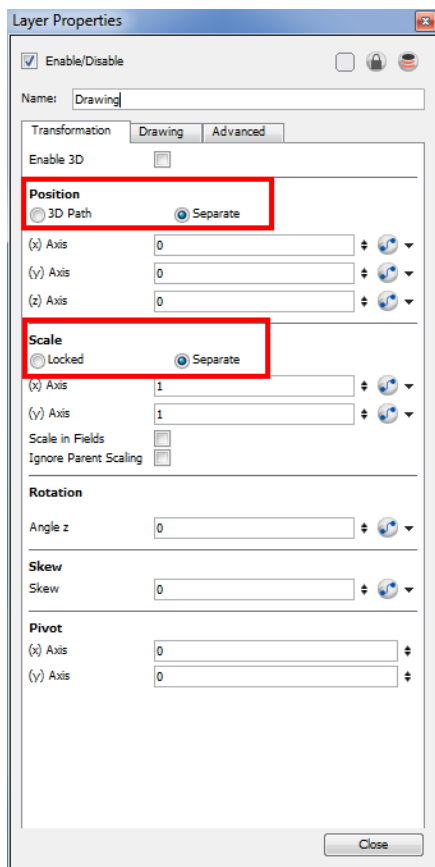 Layer Properties
Enable/Disable
Name: Drawing
Transformation Drawing Advanced
Enable 3D
Position
3D Path Separate
(x) Axis 0
(y) Axis 0
(z) Axis 0
Scale
Locked Separate
(x) Axis 1
(y) Axis 1
Scale in Fields
Ignore Parent Scaling
Rotation
Angle z 0
Skew
Skew 0
Pivot
(x) Axis 0
(y) Axis 0
Close